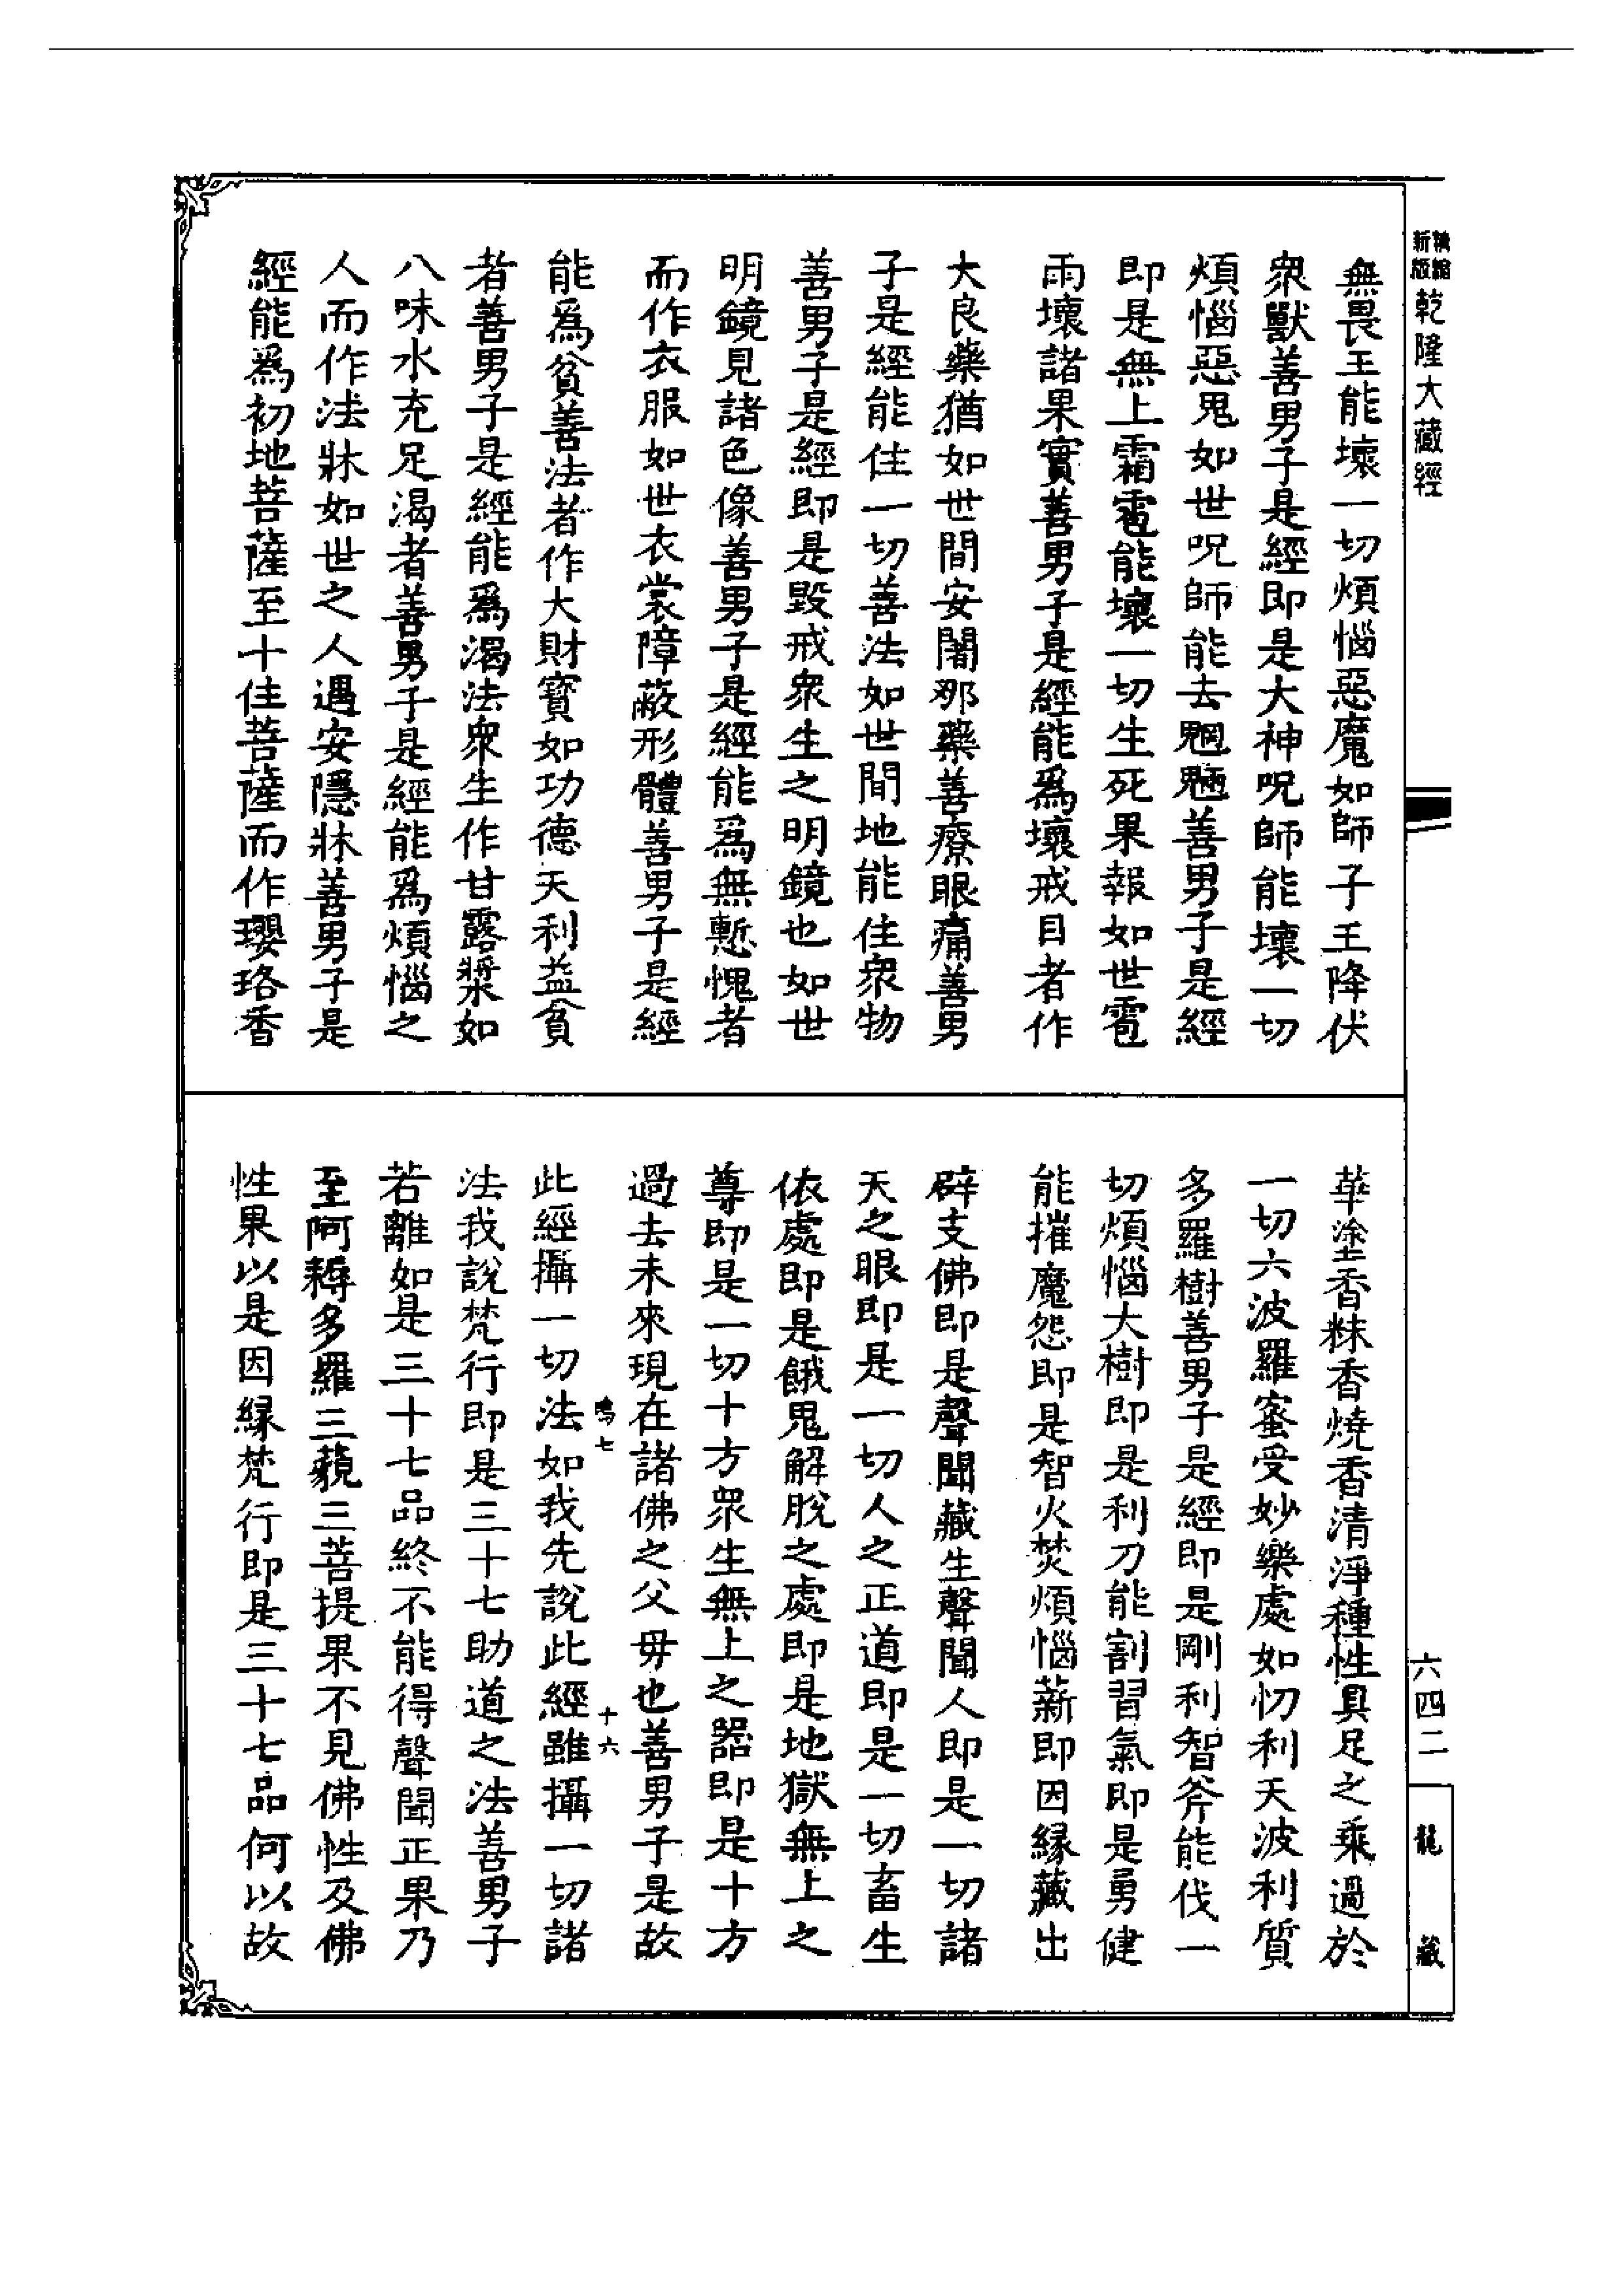 新版精縮
乾隆大藏經
無畏王能壞一切煩惱惡魔如師子王降伏
衆獸善男子是經即是大神呪師能壞一切
煩惱惡鬼如世呪師能去魍魎善男子是經
即是無上霜雹能壞一切生死果報如世雹
雨壞諸果實善男子是經能爲壞戒目者作
大良藥猶如世間安闍那藥善療眼痛善男
子是經能住一切善法如世間地能住衆物
善男子是經即是毀戒衆生之明鏡也如世
明鏡見諸色像善男子是經能爲無慙愧者
而作衣服如世衣裳障蔽形體善男子是經
能爲貧善法者作大財寳如功德天利益貧
者善男子是經能爲渴法衆生作甘露漿如
八味水充足渴者善男子是經能爲煩惱之
人而作法牀如世之人遇安隱牀善男子是
經能爲初地菩薩至十住菩薩而作瓔珞香
華塗香粖香燒香清淨種性具足之乘過於
一切六波羅蜜受妙樂處如忉利天波利質
多羅樹善男子是經即是剛利智斧能伐一
切煩惱大樹即是利刀能割習氣即是勇健
能摧魔怨即是智火焚煩惱薪即因縁藏出
辟支佛即是聲聞藏生聲聞人即是一切諸
天之眼即是一切人之正道即是一切畜生
依處即是餓鬼解脫之處即是地獄無上之
尊即是一切十方衆生無上之器即是十方
過去未來現在諸佛之父母也善男子是故
鳴七
十六
此經攝一切法如我先說此經雖攝一切諸
法我說梵行即是三十七助道之法善男子
若離如是三十七品終不能得聲聞正果乃
至阿耨多羅三藐三菩提果不見佛性及佛
性果以是因縁梵行即是三十七品何以故
六四二
龍藏